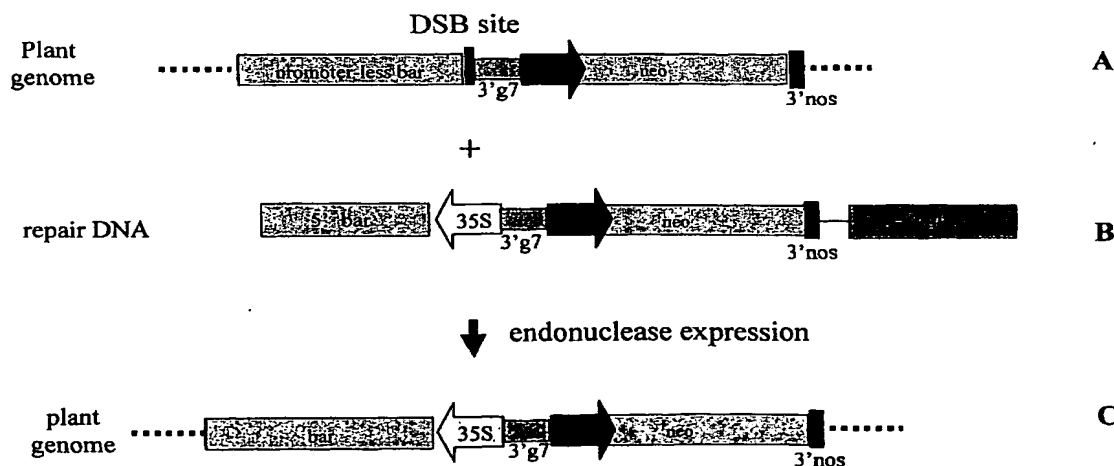 DSB site
Plant genome
promoter-less bar
neo
A
3'g7
3'nos
+
repair DNA
bar
35S
neo
B
3'g7
3'nos
endonuclease expression
plant genome
bar
35S
neo
C
3'g7
3'nos